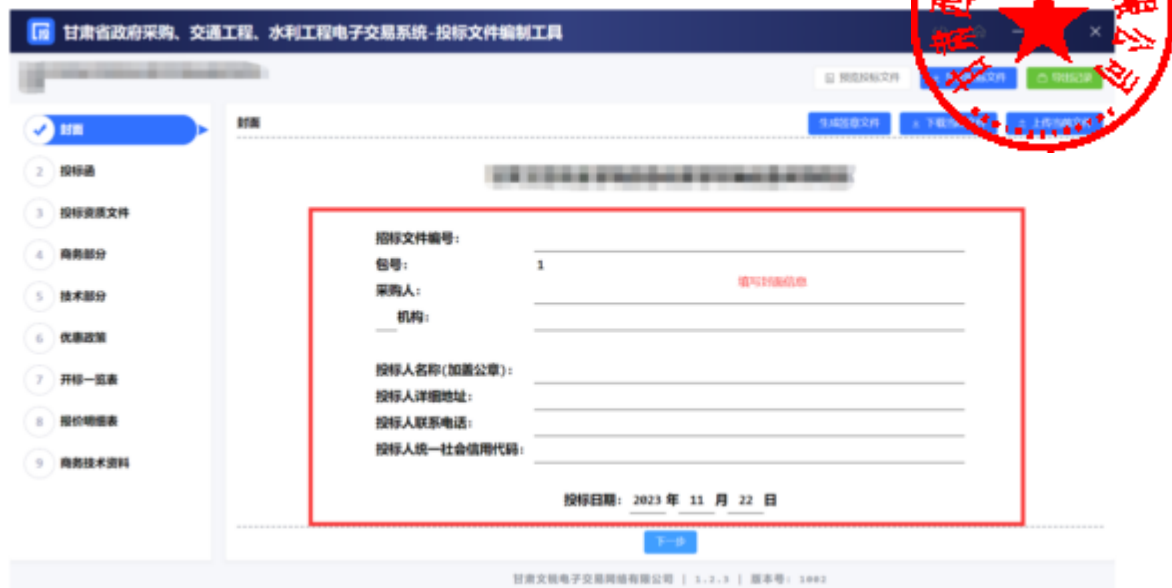 投 甘肃省政府采购、交通工程、水利工程电子交易系统-投标文件编制工具
预览投标文件
导出记录
封面
2 投标函
3 投标资质文件
4 商务部分
5 技术部分
6 优惠政策
7 开标一览表
8 报价明细表
9 商务技术资料
封面
生成签章文件
招标文件编号:
包号: 1
填写封面信息
采购人:
机构:
投标人名称(加盖公章):
投标人详细地址:
投标人联系电话:
投标人统一社会信用代码:
投标日期: 2023 年 11 月 22 日
下一步
甘肃文锐电子交易网络有限公司 | 1.2.3 | 版本号: 1002